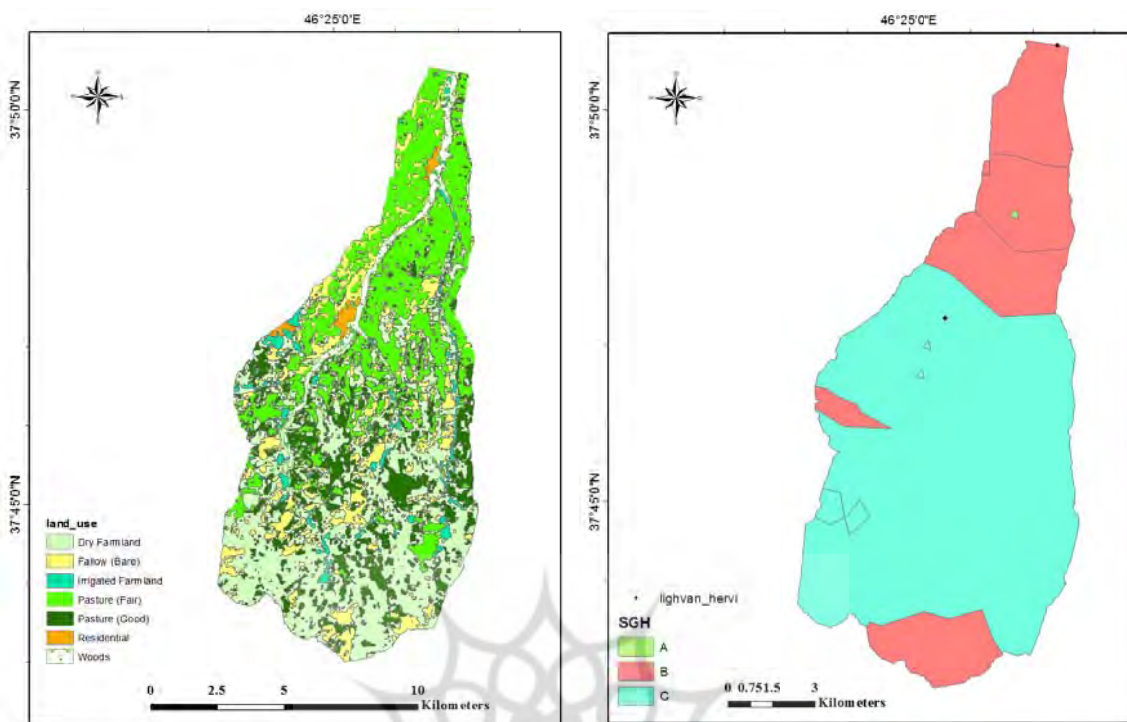 46°25'0"E
37°50'0"N
37°45'0"N
land_use
Dry Farmland
Fallow (Bare)
Irrigated Farmland
Pasture (Fair)
Pasture (Good)
Residential
Woods
0 2.5 5 10
Kilometers
46°25'0"E
37°50'0"N
37°45'0"N
lighvan_hervi
SGH
A
B
C
0 0.751.5 3
Kilometers